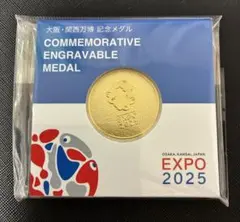 大阪・関西万博 記念メダル
COMMEMORATIVE
ENGRAVABLE
MEDAL
OSAKA, KANSAI, JAPAN
EXPO
2025